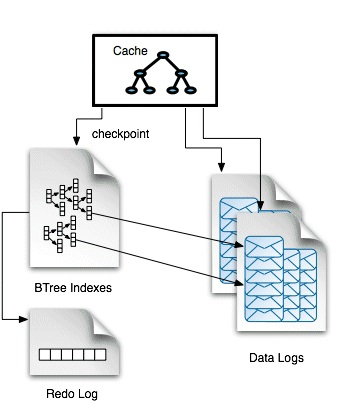 Cache
checkpoint
BTree Indexes
Data Logs
Redo Log